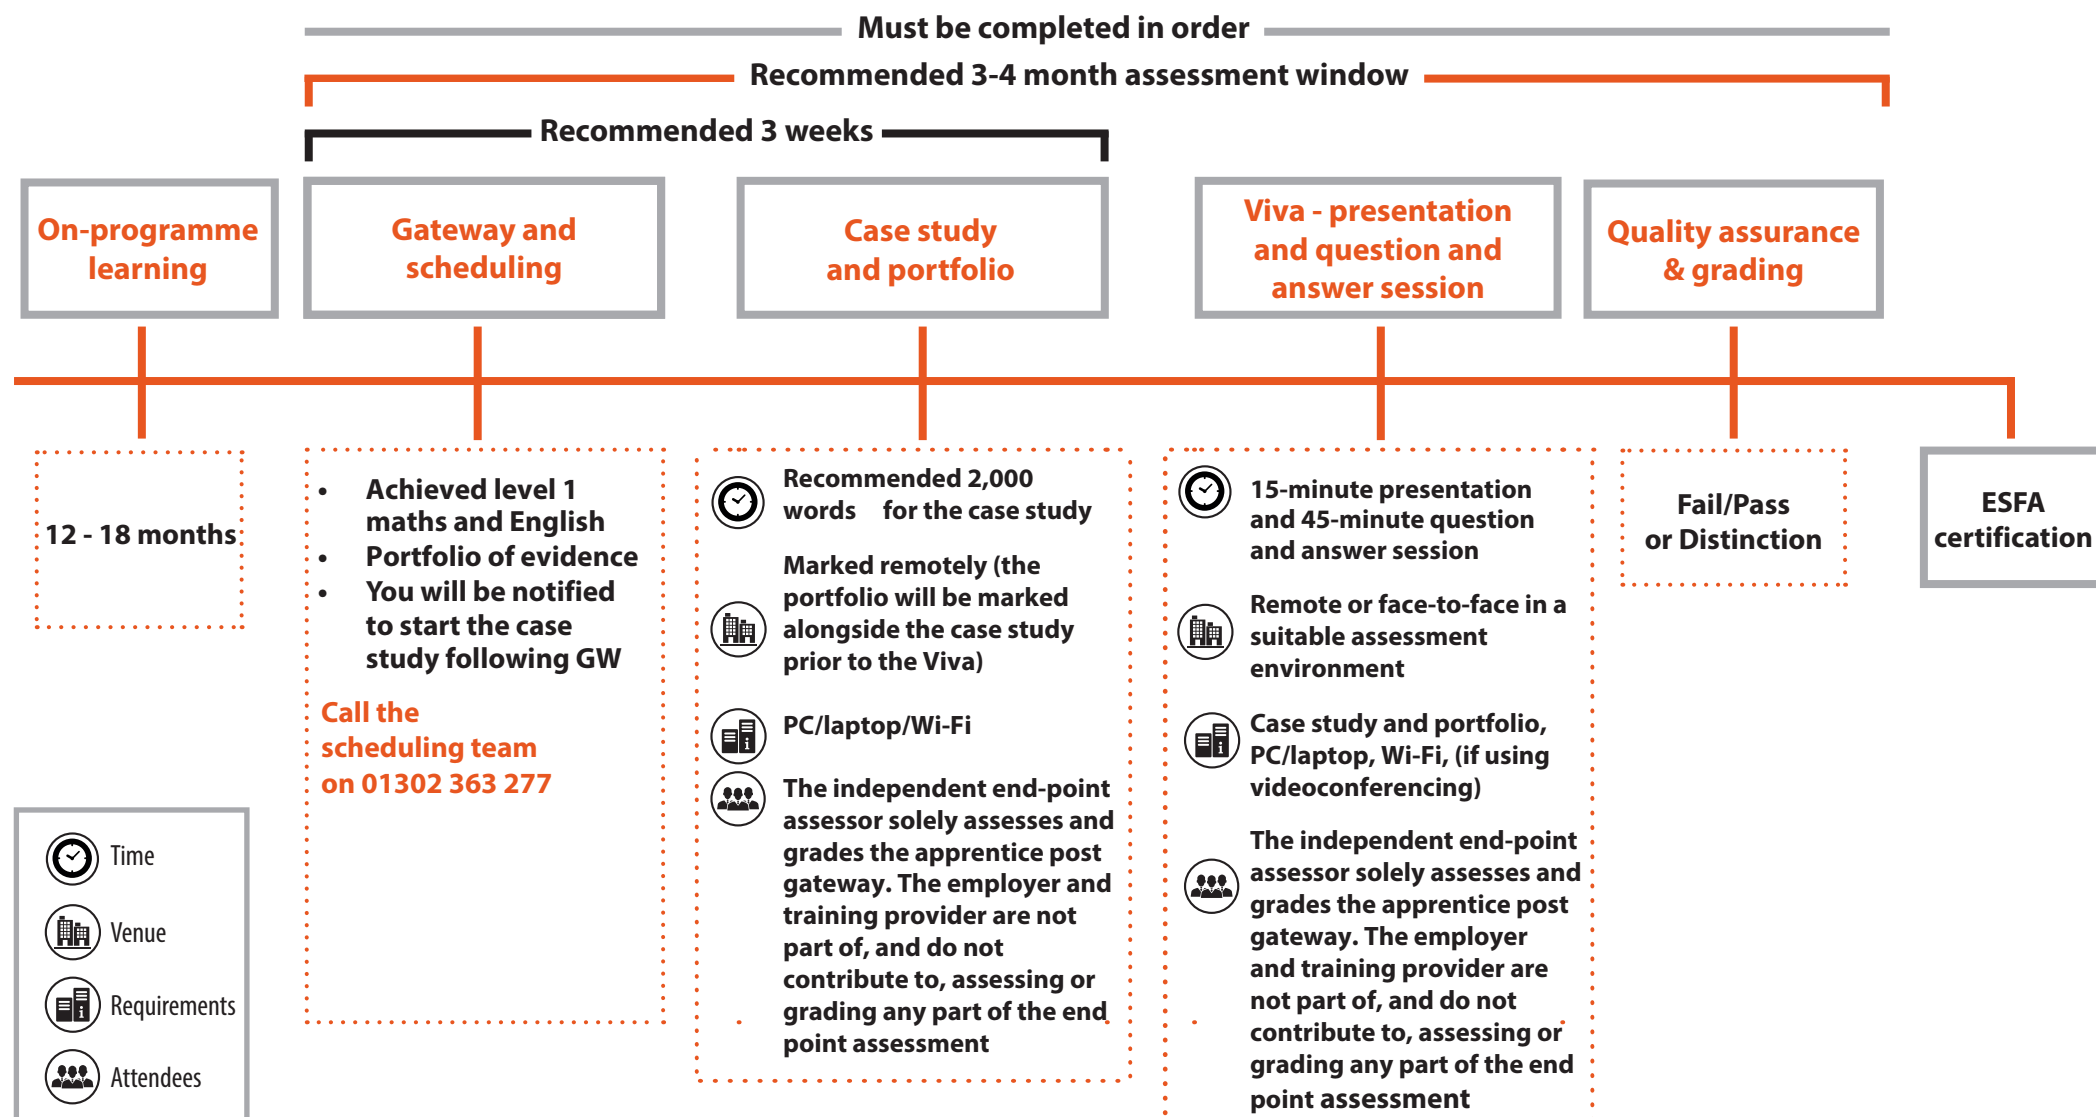 Must be completed in order
Recommended 3-4 month assessment window
Recommended 3 weeks
On-programme
learning
Gateway and
scheduling
Case study
and portfolio
Viva - presentation
and question and
answer session
Quality assurance
& grading
12 - 18 months
• Achieved level 1
maths and English
• Portfolio of evidence
• You will be notified
to start the case
study following GW
Call the
scheduling team
on 01302 363 277
Recommended 2,000
words for the case study
Marked remotely (the
portfolio will be marked
alongside the case study
prior to the Viva)
PC/laptop/Wi-Fi
The independent end-point
assessor solely assesses and
grades the apprentice post
gateway. The employer and
training provider are not
part of, and do not
contribute to, assessing or
grading any part of the end
point assessment
15-minute presentation
and 45-minute question
and answer session
Remote or face-to-face in a
suitable assessment
environment
Case study and portfolio,
PC/laptop, Wi-Fi, (if using
videoconferencing)
The independent end-point
assessor solely assesses and
grades the apprentice post
gateway. The employer
and training provider are
not part of, and do not
contribute to, assessing or
grading any part of the end
point assessment
Fail/Pass
or Distinction
ESFA
certification
Time
Venue
Requirements
Attendees